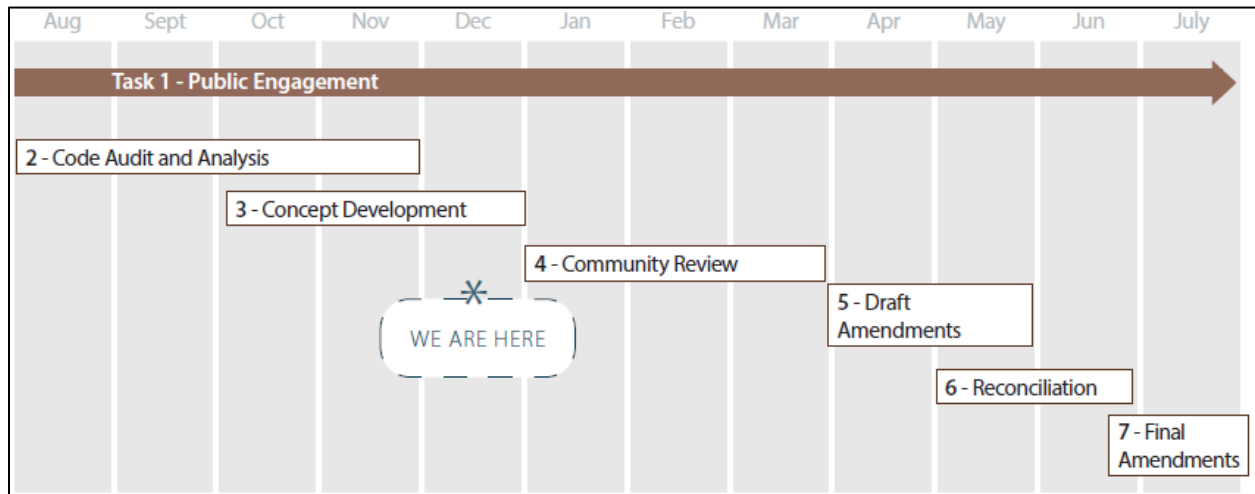 Aug Sept Oct Nov Dec Jan Feb Mar Apr May Jun July
Task 1 - Public Engagement
2 - Code Audit and Analysis
3 - Concept Development
4 - Community Review
5 - Draft
Amendments
WE ARE HERE
6 - Reconciliation
7 - Final
Amendments